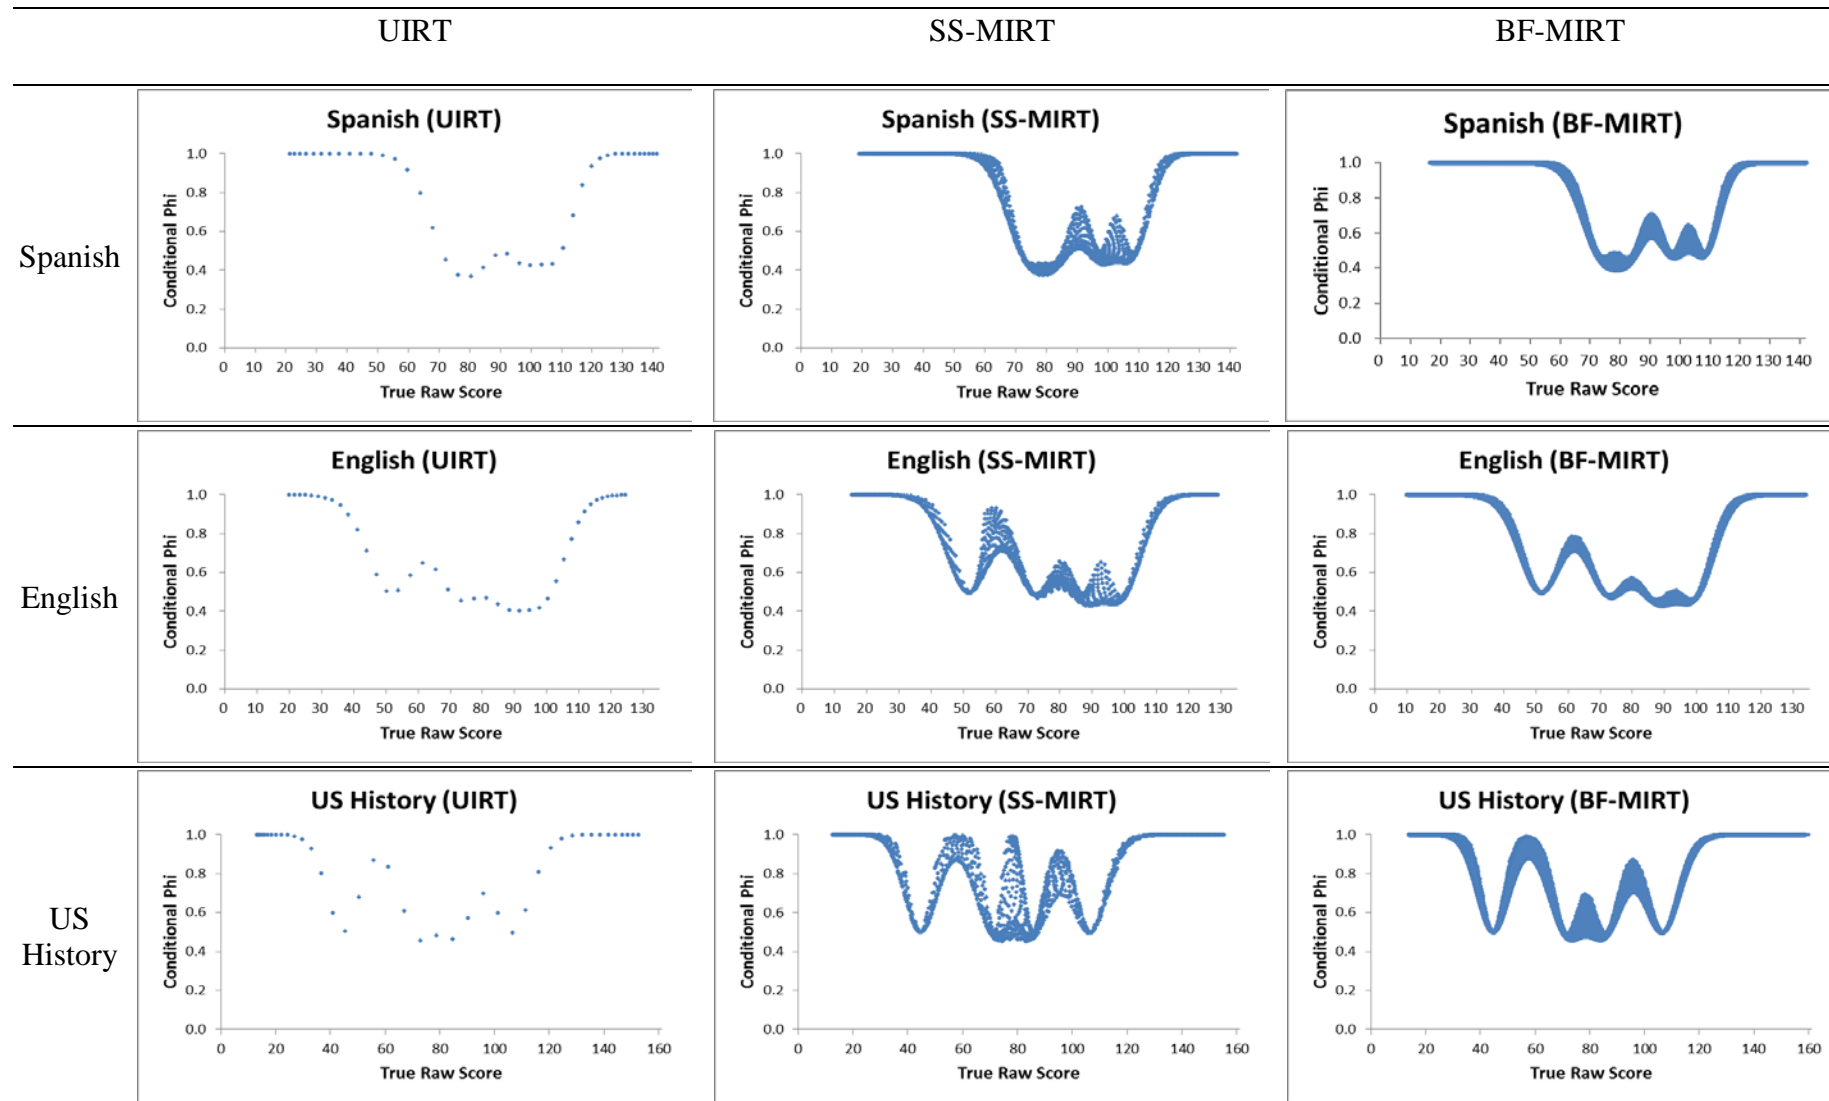 UIRT SS-MIRT BF-MIRT
Spanish
Spanish (UIRT)
Conditional Phi
1.0
0.8
0.6
0.4
0.2
0.0
0 10 20 30 40 50 60 70 80 90 100 110 120 130 140
True Raw Score
Spanish (SS-MIRT)
Conditional Phi
1.0
0.8
0.6
0.4
0.2
0.0
0 10 20 30 40 50 60 70 80 90 100 110 120 130 140
True Raw Score
Spanish (BF-MIRT)
Conditional Phi
1.0
0.8
0.6
0.4
0.2
0.0
0 10 20 30 40 50 60 70 80 90 100 110 120 130 140
True Raw Score
English
English (UIRT)
Conditional Phi
1.0
0.8
0.6
0.4
0.2
0.0
0 10 20 30 40 50 60 70 80 90 100 110 120 130
True Raw Score
English (SS-MIRT)
Conditional Phi
1.0
0.8
0.6
0.4
0.2
0.0
0 10 20 30 40 50 60 70 80 90 100 110 120 130
True Raw Score
English (BF-MIRT)
Conditional Phi
1.0
0.8
0.6
0.4
0.2
0.0
0 10 20 30 40 50 60 70 80 90 100 110 120 130
True Raw Score
US
History
US History (UIRT)
Conditional Phi
1.0
0.8
0.6
0.4
0.2
0.0
0 20 40 60 80 100 120 140 160
True Raw Score
US History (SS-MIRT)
Conditional Phi
1.0
0.8
0.6
0.4
0.2
0.0
0 20 40 60 80 100 120 140 160
True Raw Score
US History (BF-MIRT)
Conditional Phi
1.0
0.8
0.6
0.4
0.2
0.0
0 20 40 60 80 100 120 140 160
True Raw Score